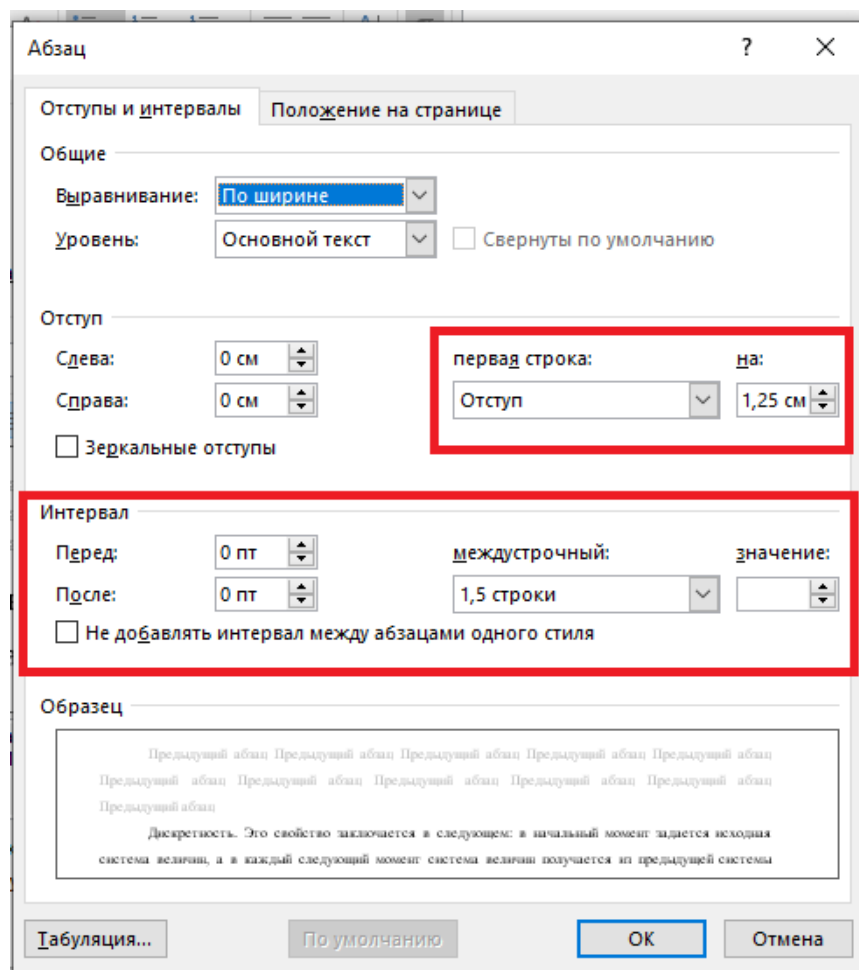 Абзац ?
Отступы и интервалы Положение на странице
Общие
Выравнивание: По ширине
Уровень: Основной текст Свернуты по умолчанию
Отступ
Слева: 0 см первая строка: на:
Справа: 0 см Отступ 1,25 см
Зеркальные отступы
Интервал
Перед: 0 пт междустрочный: значение:
После: 0 пт 1,5 строки
Не добавлять интервал между абзацами одного стиля
Образец
Предыдущий абзац Предыдущий абзац Предыдущий абзац Предыдущий абзац Предыдущий абзац
Предыдущий абзац Предыдущий абзац Предыдущий абзац Предыдущий абзац Предыдущий абзац
Предыдущий абзац
Дискретность. Это свойство заключается в следующем: в начальный момент задается исходная
система величин, а в каждый следующий момент система величин получается из предыдущей системы
Табуляция... По умолчанию ОК Отмена